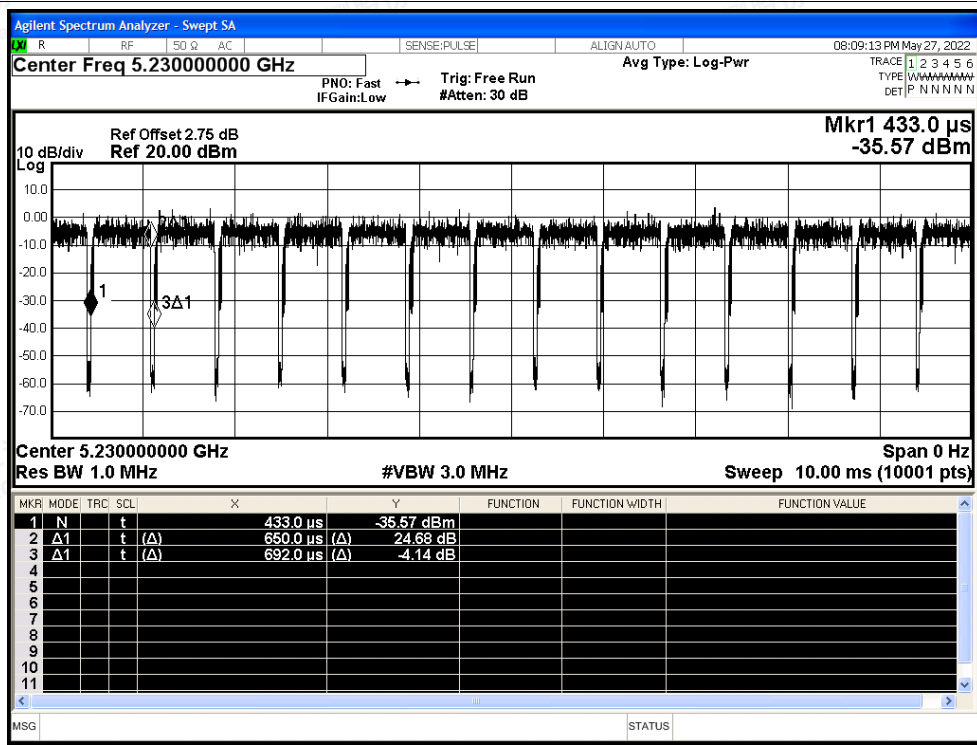 Agilent Spectrum Analyzer - Swept SA
LXI R RF 50 Ω AC SENSE:PULSE ALIGN AUTO 08:09:13 PM May 27, 2022
Center Freq 5.230000000 GHz
PNO: Fast
IFGain:Low
Trig: Free Run
#Atten: 30 dB
Avg Type: Log-Pwr
TRACE 1 2 3 4 5 6
TYPE WWWWWW
DET P N N N N N
Mkr1 433.0 µs
-35.57 dBm
10 dB/div
Log
Ref Offset 2.75 dB
Ref 20.00 dBm
10.0
0.00
-10.0
-20.0
-30.0
-40.0
-50.0
-60.0
-70.0
1
3Δ1
Center 5.230000000 GHz Span 0 Hz
Res BW 1.0 MHz #VBW 3.0 MHz Sweep 10.00 ms (10001 pts)
MKR MODE TRC SCL X Y FUNCTION FUNCTION WIDTH FUNCTION VALUE
1 N t 433.0 µs -35.57 dBm
2 Δ1 t (Δ) 650.0 µs (Δ) 24.68 dB
3 Δ1 t (Δ) 692.0 µs (Δ) -4.14 dB
4
5
6
7
8
9
10
11
MSG STATUS